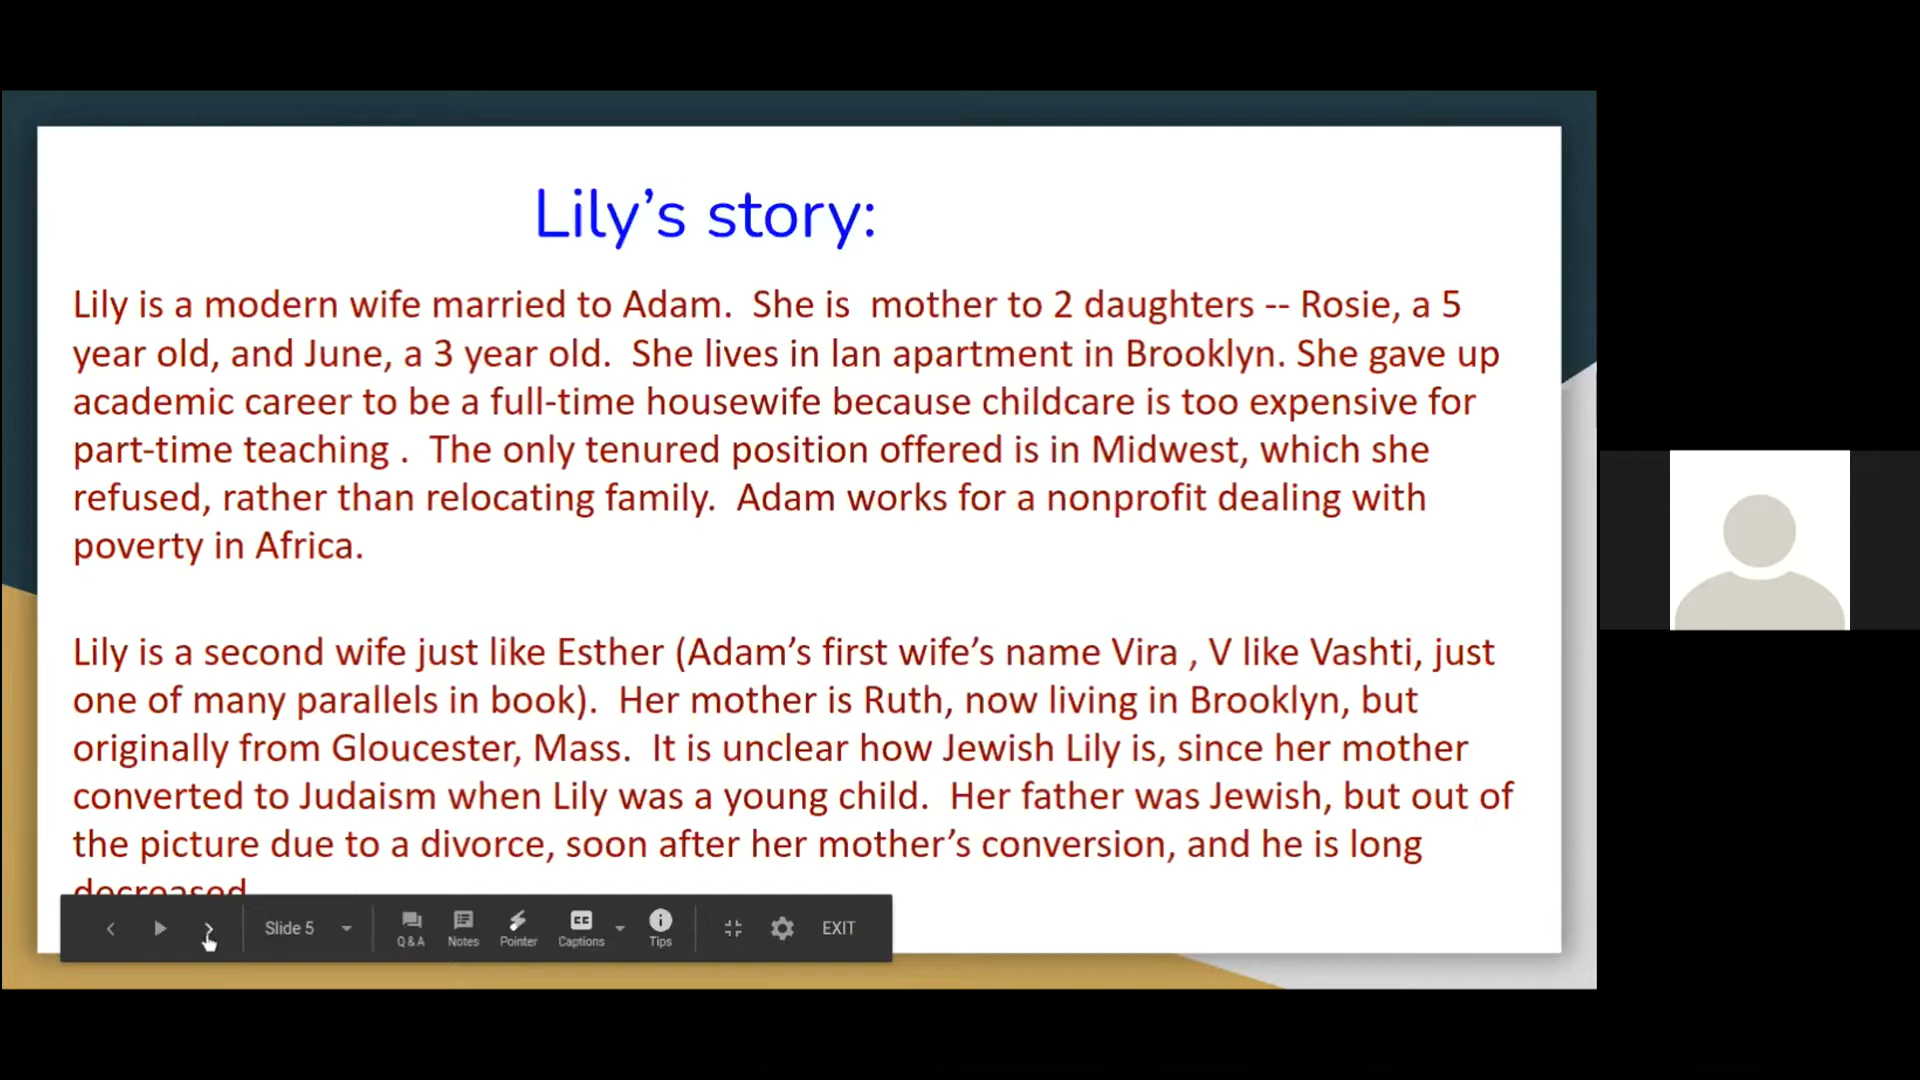 Lily’s story:
Lily is a modern wife married to Adam.  She is  mother to 2 daughters -- Rosie, a 5
year old, and June, a 3 year old.  She lives in lan apartment in Brooklyn. She gave up
academic career to be a full-time housewife because childcare is too expensive for
part-time teaching .  The only tenured position offered is in Midwest, which she
refused, rather than relocating family.  Adam works for a nonprofit dealing with
poverty in Africa.
Lily is a second wife just like Esther (Adam’s first wife’s name Vira , V like Vashti, just
one of many parallels in book).  Her mother is Ruth, now living in Brooklyn, but
originally from Gloucester, Mass.  It is unclear how Jewish Lily is, since her mother
converted to Judaism when Lily was a young child.  Her father was Jewish, but out of
the picture due to a divorce, soon after her mother’s conversion, and he is long
decreased
Slide 5
Q & A
Notes
Pointer
CC
Captions
Tips
EXIT